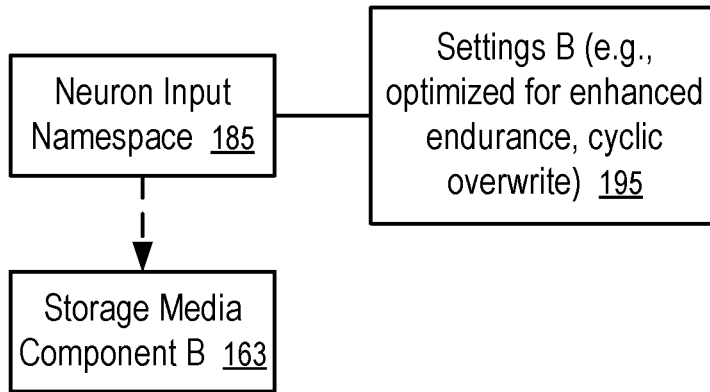 Neuron Input
Namespace 185
Settings B (e.g.,
optimized for enhanced
endurance, cyclic
overwrite) 195
Storage Media
Component B 163